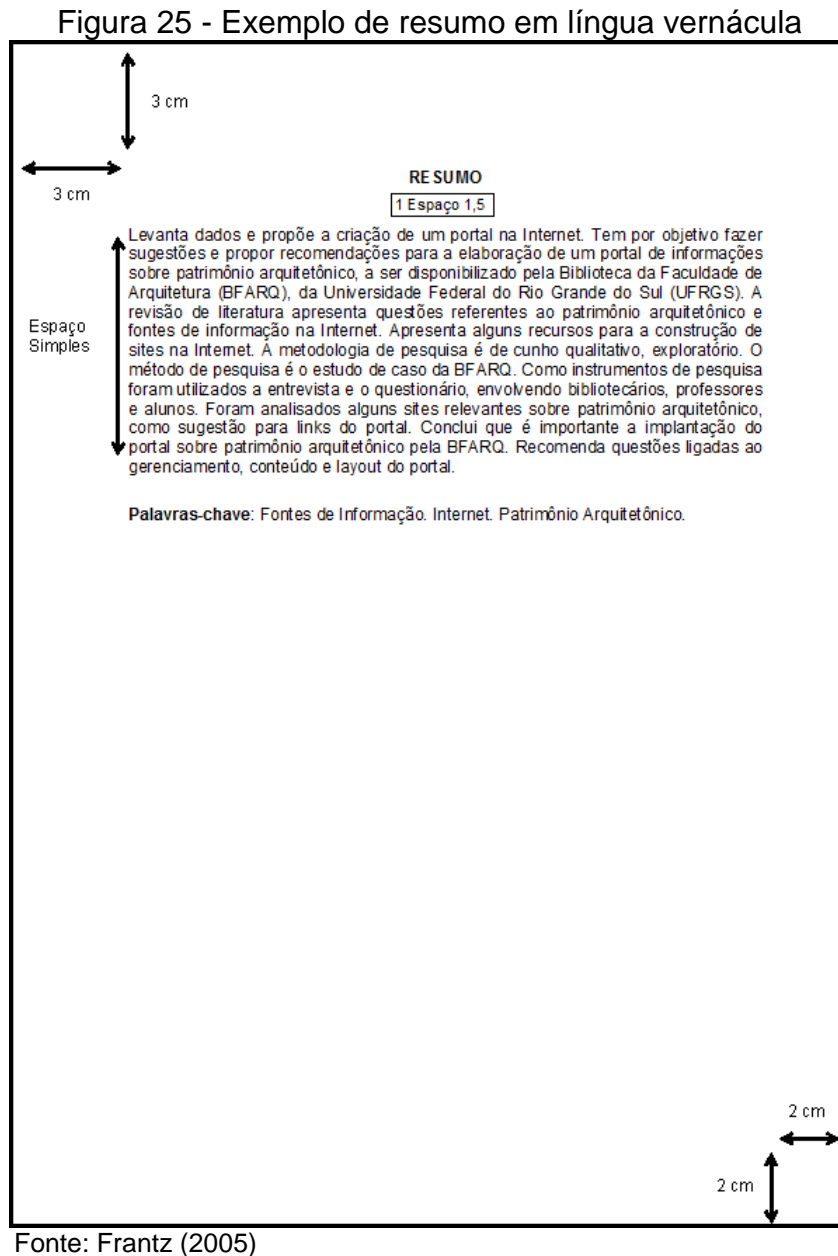 Figura 25 - Exemplo de resumo em língua vernácula
3 cm
3 cm
RESUMO
1 Espaço 1,5
Levanta dados e propõe a criação de um portal na Internet. Tem por objetivo fazer
sugestões e propor recomendações para a elaboração de um portal de informações
sobre patrimônio arquitetônico, a ser disponibilizado pela Biblioteca da Faculdade de
Arquitetura (BFARQ), da Universidade Federal do Rio Grande do Sul (UFRGS). A
revisão de literatura apresenta questões referentes ao patrimônio arquitetônico e
fontes de informação na Internet. Apresenta alguns recursos para a construção de
sites na Internet. A metodologia de pesquisa é de cunho qualitativo, exploratório. O
método de pesquisa é o estudo de caso da BFARQ. Como instrumentos de pesquisa
foram utilizados a entrevista e o questionário, envolvendo bibliotecários, professores
e alunos. Foram analisados alguns sites relevantes sobre patrimônio arquitetônico,
como sugestão para links do portal. Conclui que é importante a implantação do
portal sobre patrimônio arquitetônico pela BFARQ. Recomenda questões ligadas ao
gerenciamento, conteúdo e layout do portal.
Espaço
Simples
Palavras-chave: Fontes de Informação. Internet. Patrimônio Arquitetônico.
2 cm
2 cm
Fonte: Frantz (2005)